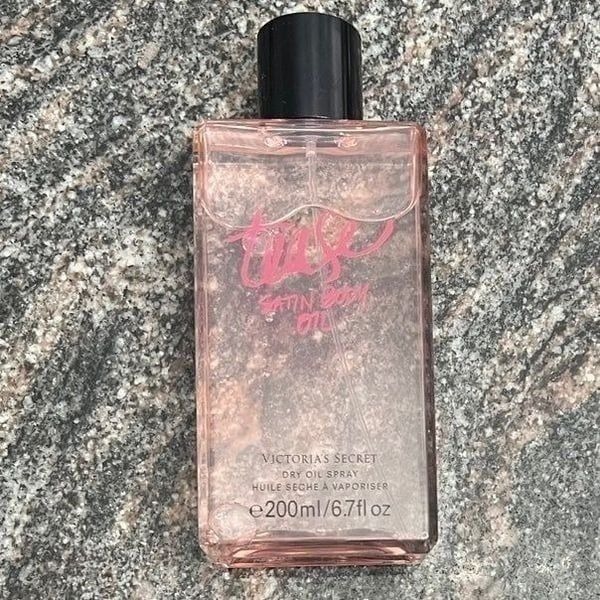 tease
SATIN BODY
OIL
VICTORIA'S SECRET
DRY OIL SPRAY
HUILE SÈCHE À VAPORISER
℮200ml/6.7fl oz